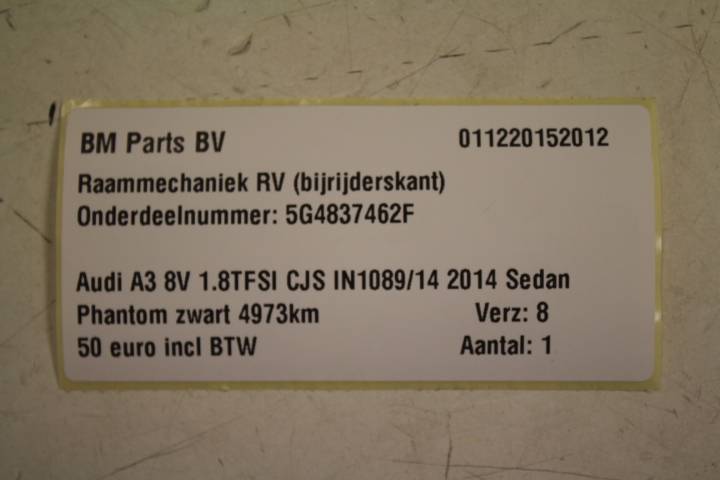 BM Parts BV 011220152012
Raammechaniek RV (bijrijderskant)
Onderdeelnummer: 5G4837462F
Audi A3 8V 1.8TFSI CJS IN1089/14 2014 Sedan
Phantom zwart 4973km Verz: 8
50 euro incl BTW Aantal: 1